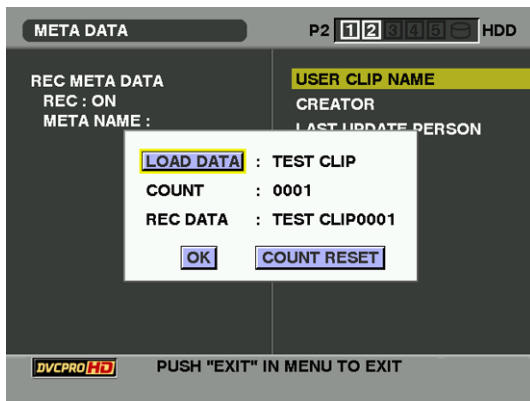 META DATA
P2 1 2 3 4 5 HDD
REC META DATA
REC : ON
META NAME :
USER CLIP NAME
CREATOR
LAST UPDATE PERSON
LOAD DATA : TEST CLIP
COUNT : 0001
REC DATA : TEST CLIP0001
OK COUNT RESET
DVCPRO HD PUSH "EXIT" IN MENU TO EXIT